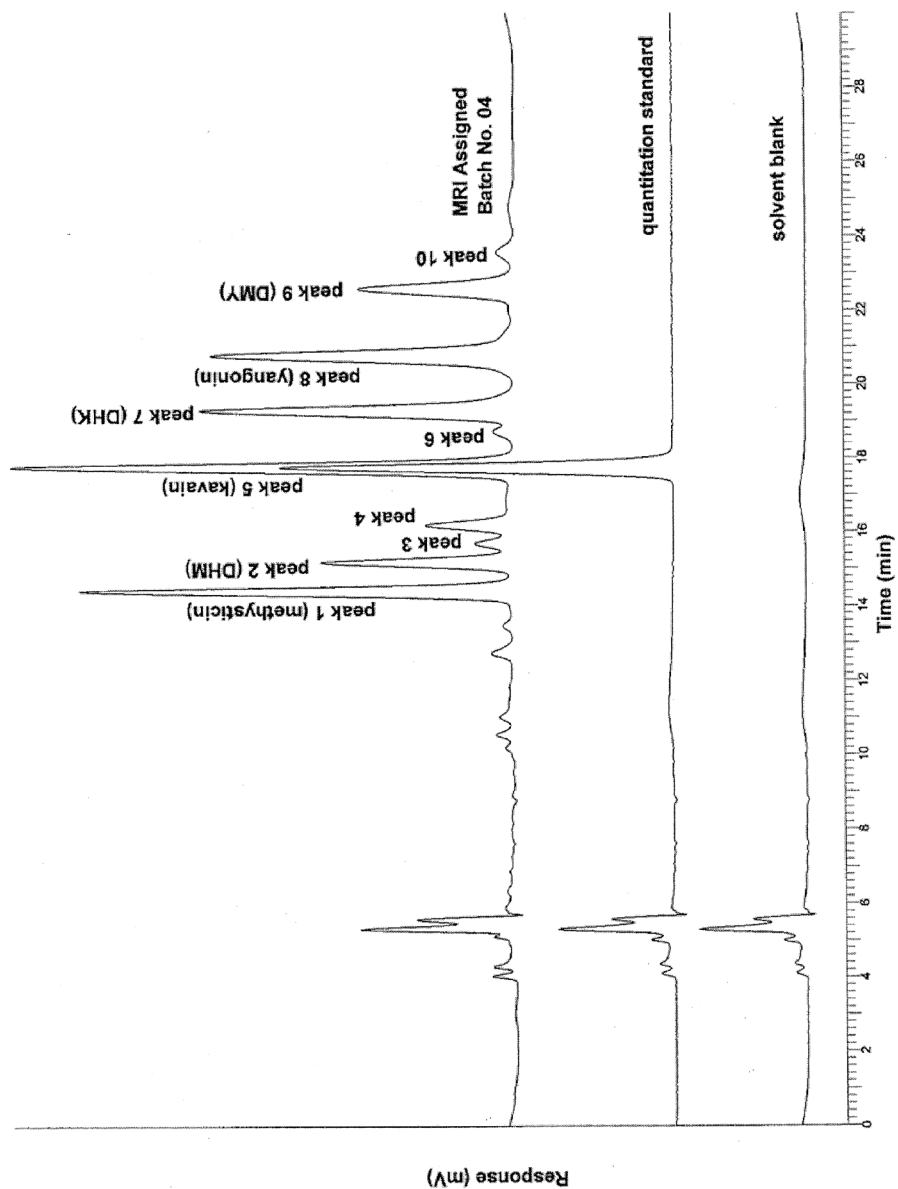 Response (mV)
MRI Assigned
Batch No. 04
quantitation standard
solvent blank
peak 1 (methysticin)
peak 2 (DHM)
peak 3
peak 4
peak 5 (kavain)
peak 6
peak 7 (DHK)
peak 8 (yangonin)
peak 9 (DMY)
peak 10
0
2
4
6
8
10
12
14
16
18
20
22
24
26
28
Time (min)